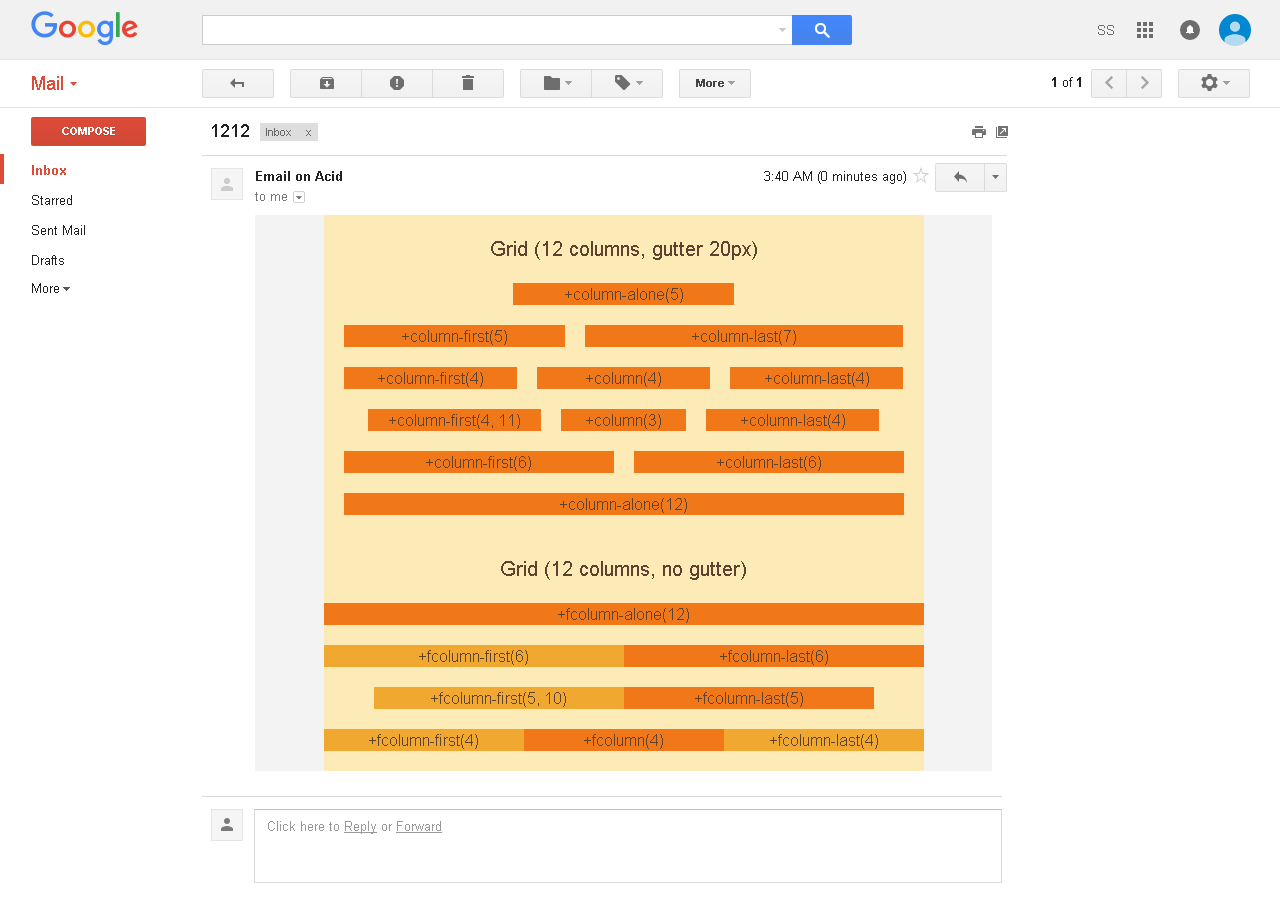 Google
SS
Mail
More
1 of 1
COMPOSE
1212 Inbox x
Inbox
Starred
Sent Mail
Drafts
More
Email on Acid
3:40 AM (0 minutes ago)
to me
Grid (12 columns, gutter 20px)
+column-alone(5)
+column-first(5) +column-last(7)
+column-first(4) +column(4) +column-last(4)
+column-first(4, 11) +column(3) +column-last(4)
+column-first(6) +column-last(6)
+column-alone(12)
Grid (12 columns, no gutter)
+fcolumn-alone(12)
+fcolumn-first(6) +fcolumn-last(6)
+fcolumn-first(5, 10) +fcolumn-last(5)
+fcolumn-first(4) +fcolumn(4) +fcolumn-last(4)
Click here to Reply or Forward